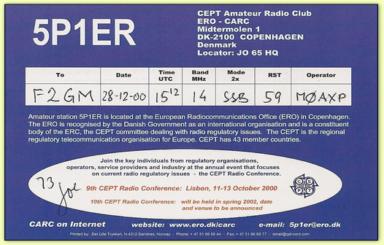 5P1ER
CEPT Amateur Radio Club
ERO - CARC
Midtermolen 1
DK-2100 COPENHAGEN
Denmark
Locator: JO 65 HQ
To Date Time UTC Band MHz Mode 2x RST Operator
F2GM 28-12-00 15 12 14 SSB 59 MØAXP
Amateur station 5P1ER is located at the European Radiocommunications Office (ERO) in Copenhagen.
The ERO is recognised by the Danish Government as an international organisation and is a constituent
body of the ERC, the CEPT committee dealing with radio regulatory issues. The CEPT is the regional
regulatory telecommunication organisation for Europe. CEPT has 43 member countries.
Join the key individuals from regulatory organisations,
operators, service providers and industry at the annual event that focuses
on current radio regulatory issues - the CEPT Radio Conference.
73
9th CEPT Radio Conference: Lisbon, 11-13 October 2000
10th CEPT Radio Conference: will be held in spring 2002, date
and venue to be announced
CEPT
CARC on Internet website: www.ero.dk/carc e-mail: 5p1er@ero.dk